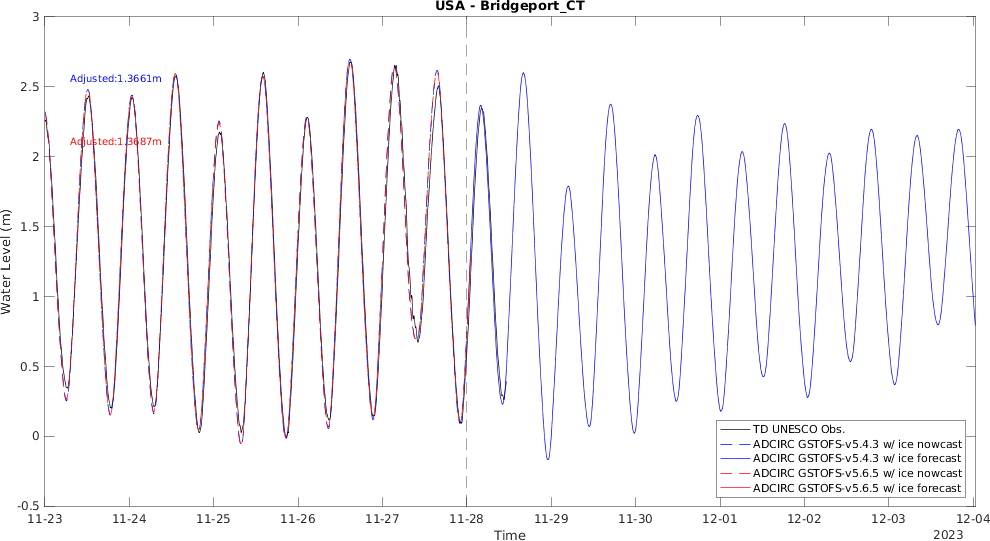 USA - Bridgeport_CT
3
2.5
2
1.5
1
0.5
0
-0.5
Water Level (m)
Adjusted:1.3661m
Adjusted:1.3687m
TD UNESCO Obs.
ADCIRC GSTOFS-v5.4.3 w/ ice nowcast
ADCIRC GSTOFS-v5.4.3 w/ ice forecast
ADCIRC GSTOFS-v5.6.5 w/ ice nowcast
ADCIRC GSTOFS-v5.6.5 w/ ice forecast
11-23 11-24 11-25 11-26 11-27 11-28 11-29 11-30 12-01 12-02 12-03 12-04
Time
2023